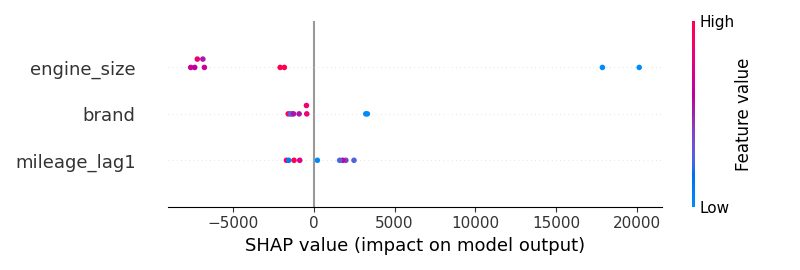 High
engine_size
brand
mileage_lag1
Feature value
Low
−5000 0 5000 10000 15000 20000
SHAP value (impact on model output)